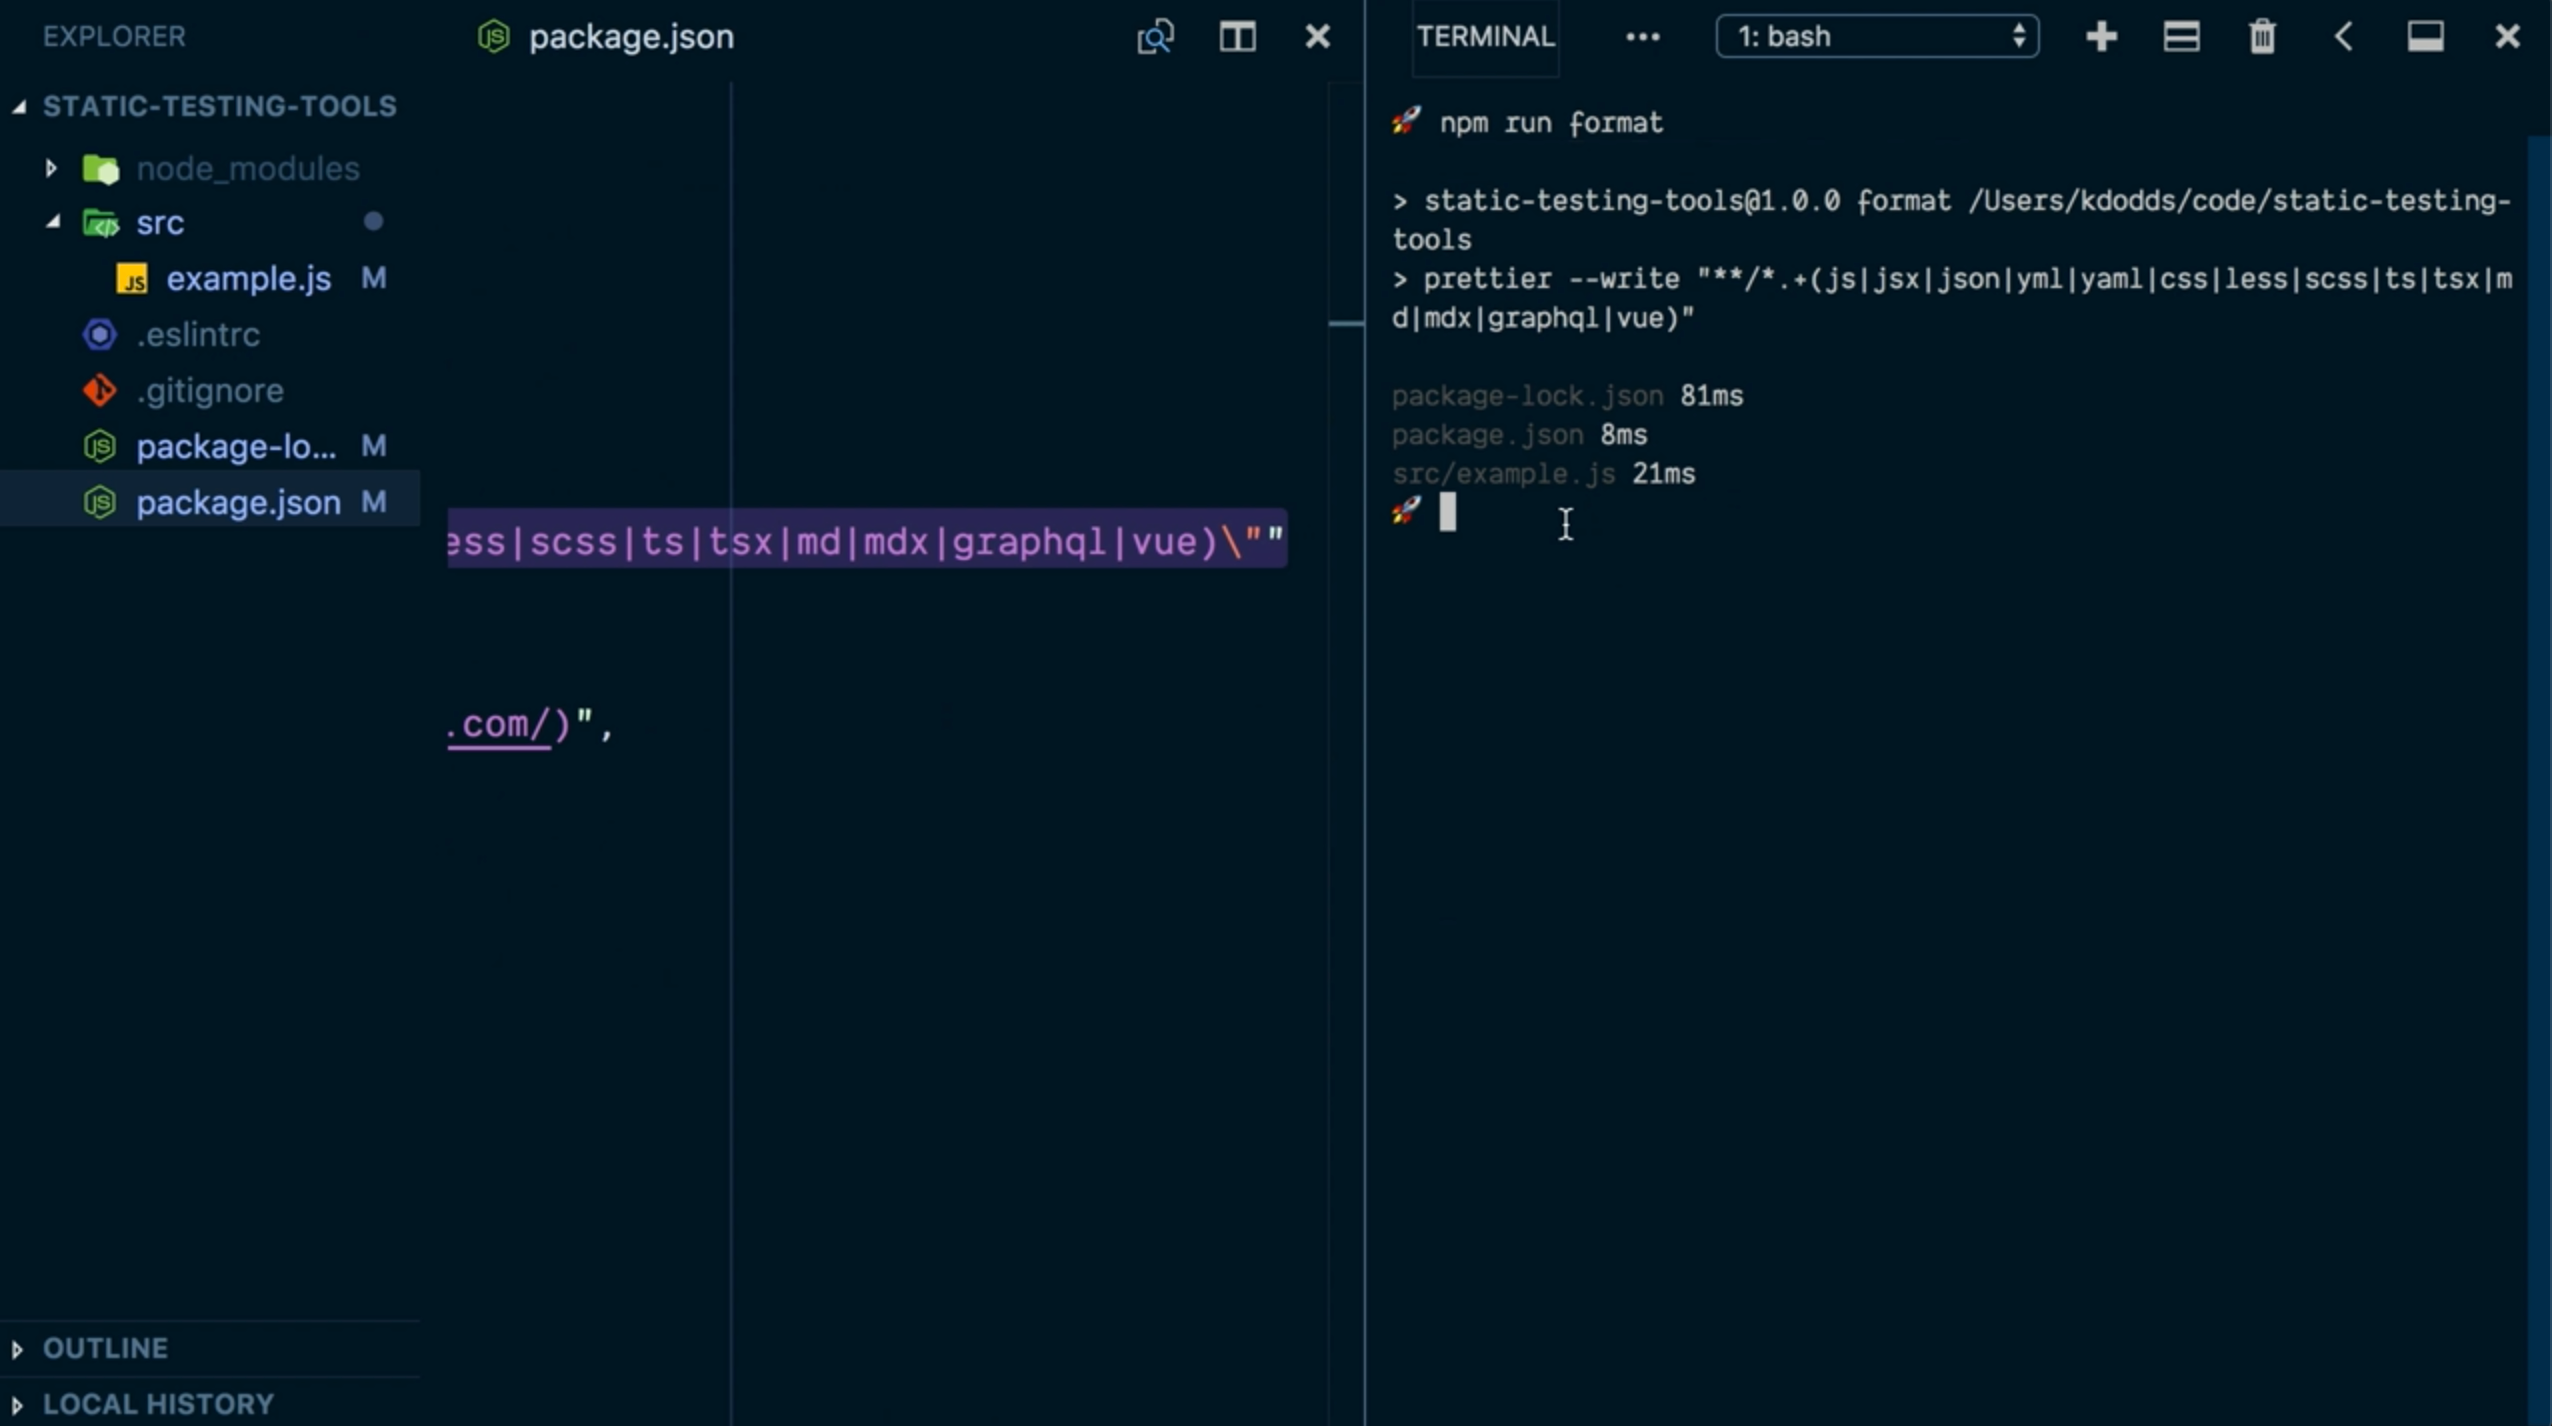 EXPLORER
STATIC-TESTING-TOOLS
node_modules
src
example.js M
.eslintrc
.gitignore
package-lo... M
package.json M
OUTLINE
LOCAL HISTORY
package.json
ess|scss|ts|tsx|md|mdx|graphql|vue)\""
.com/)",
TERMINAL
1: bash
🚀 npm run format
> static-testing-tools@1.0.0 format /Users/kdodds/code/static-testing-
tools
> prettier --write "**/*.+(js|jsx|json|yml|yaml|css|less|scss|ts|tsx|m
d|mdx|graphql|vue)"
package-lock.json 81ms
package.json 8ms
src/example.js 21ms
🚀